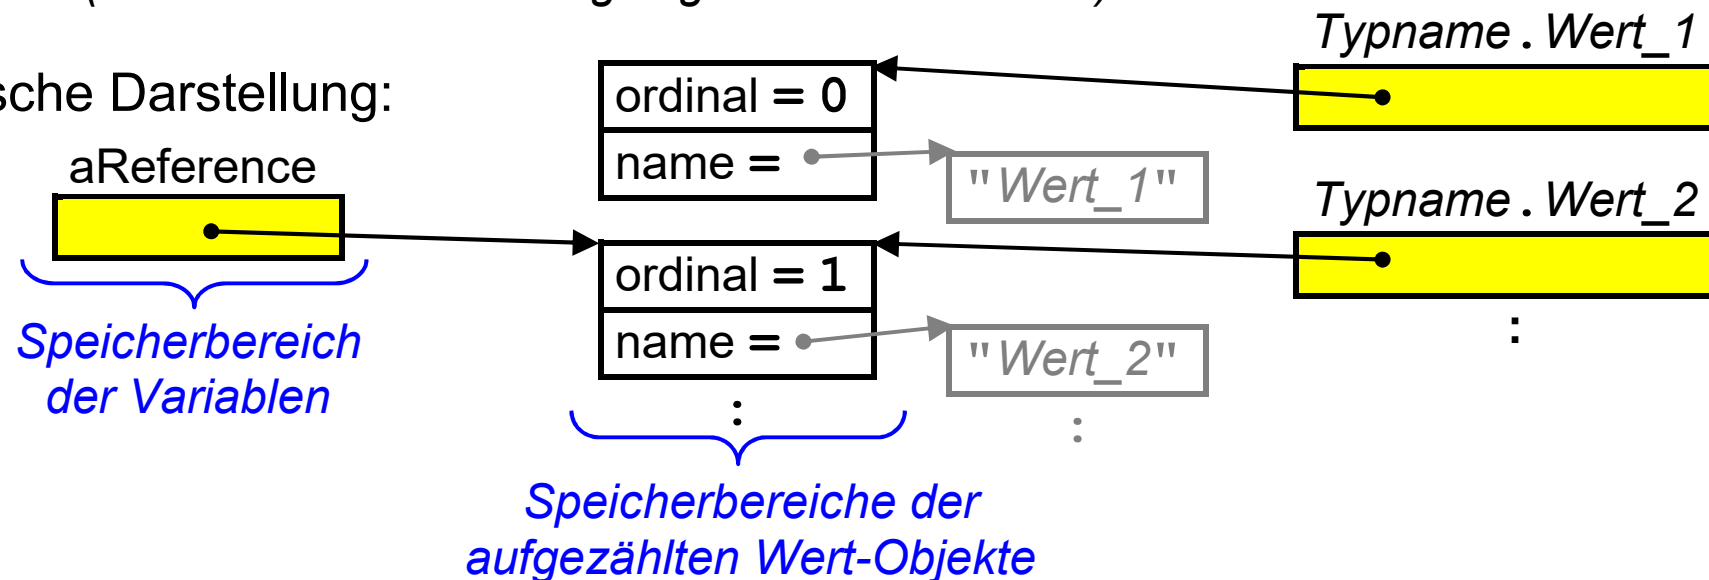 Typname.Wert_1
sche Darstellung:
ordinal = 0
aReference
name =
"Wert_1"
Typname.Wert_2
ordinal = 1
Speicherbereich
der Variablen
name =
"Wert_2"
:
:
:
Speicherbereiche der
aufgezählten Wert-Objekte